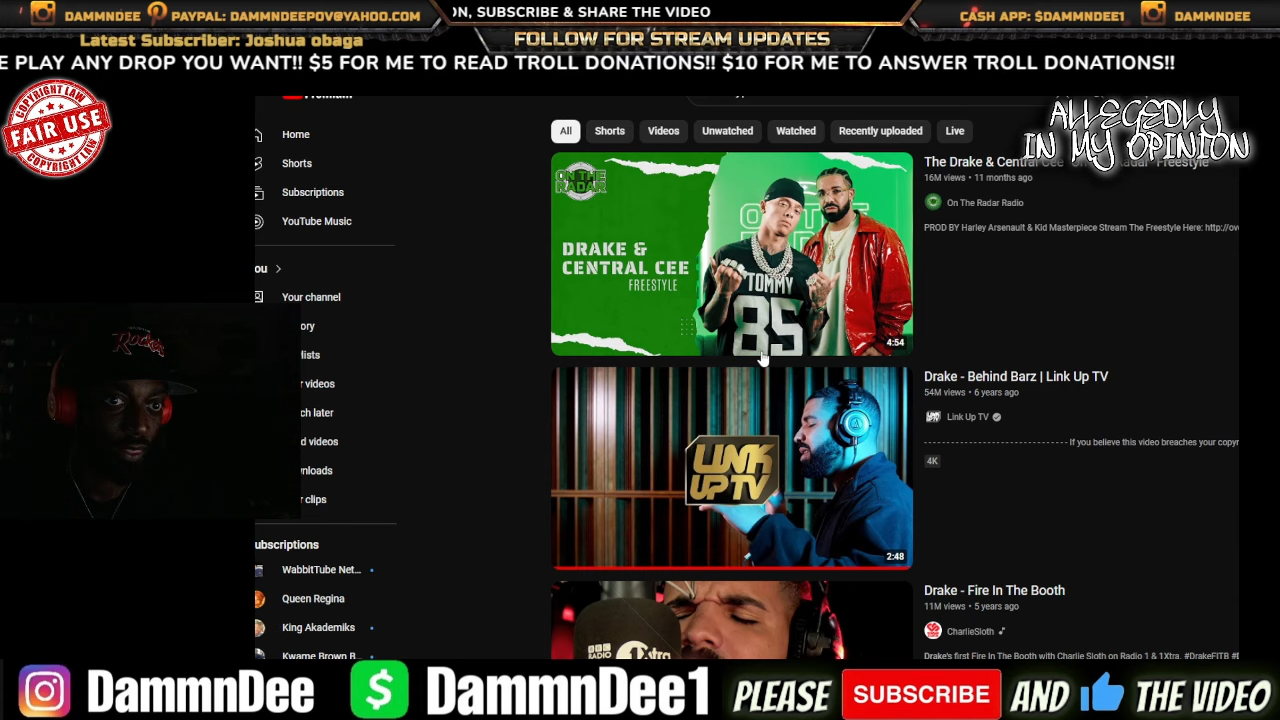 DAMMNDEE
PAYPAL: DAMMNDEEPOV@YAHOO.COM
ON, SUBSCRIBE & SHARE THE VIDEO
CASH APP: $DAMMNDEE1
DAMMNDEE
Latest Subscriber: Joshua obaga
FOLLOW FOR STREAM UPDATES
E PLAY ANY DROP YOU WANT!! $5 FOR ME TO READ TROLL DONATIONS!! $10 FOR ME TO ANSWER TROLL DONATIONS!!
COPYRIGHT LAW
FAIR USE
COPYRIGHT LAW
ALLEGEDLY
IN MY OPINION
Premium
Home
Shorts
Subscriptions
YouTube Music
ou >
Your channel
ory
lists
r videos
ch later
d videos
nloads
r clips
ubscriptions
WabbitTube Net...
Queen Regina
King Akademiks
Kwame Brown B...
All
Shorts
Videos
Unwatched
Watched
Recently uploaded
Live
ON THE
RADAR
DRAKE &
CENTRAL CEE
FREESTYLE
TOMMY
85
4:54
The Drake & Central Cee "On The Radar" Freestyle
16M views • 11 months ago
On The Radar Radio
PROD BY Harley Arsenault & Kid Masterpiece Stream The Freestyle Here: http://ov
LINK
UP TV
2:48
Drake - Behind Barz | Link Up TV
54M views • 6 years ago
Link Up TV
If you believe this video breaches your copyr
4K
BBC
RADIO
1Xtra
Drake - Fire In The Booth
11M views • 5 years ago
CharlieSloth
Drake's first Fire In The Booth with Charlie Sloth on Radio 1 & 1Xtra. #DrakeFITB
DammnDee
$
DammnDee1
PLEASE
SUBSCRIBE
AND
THE VIDEO